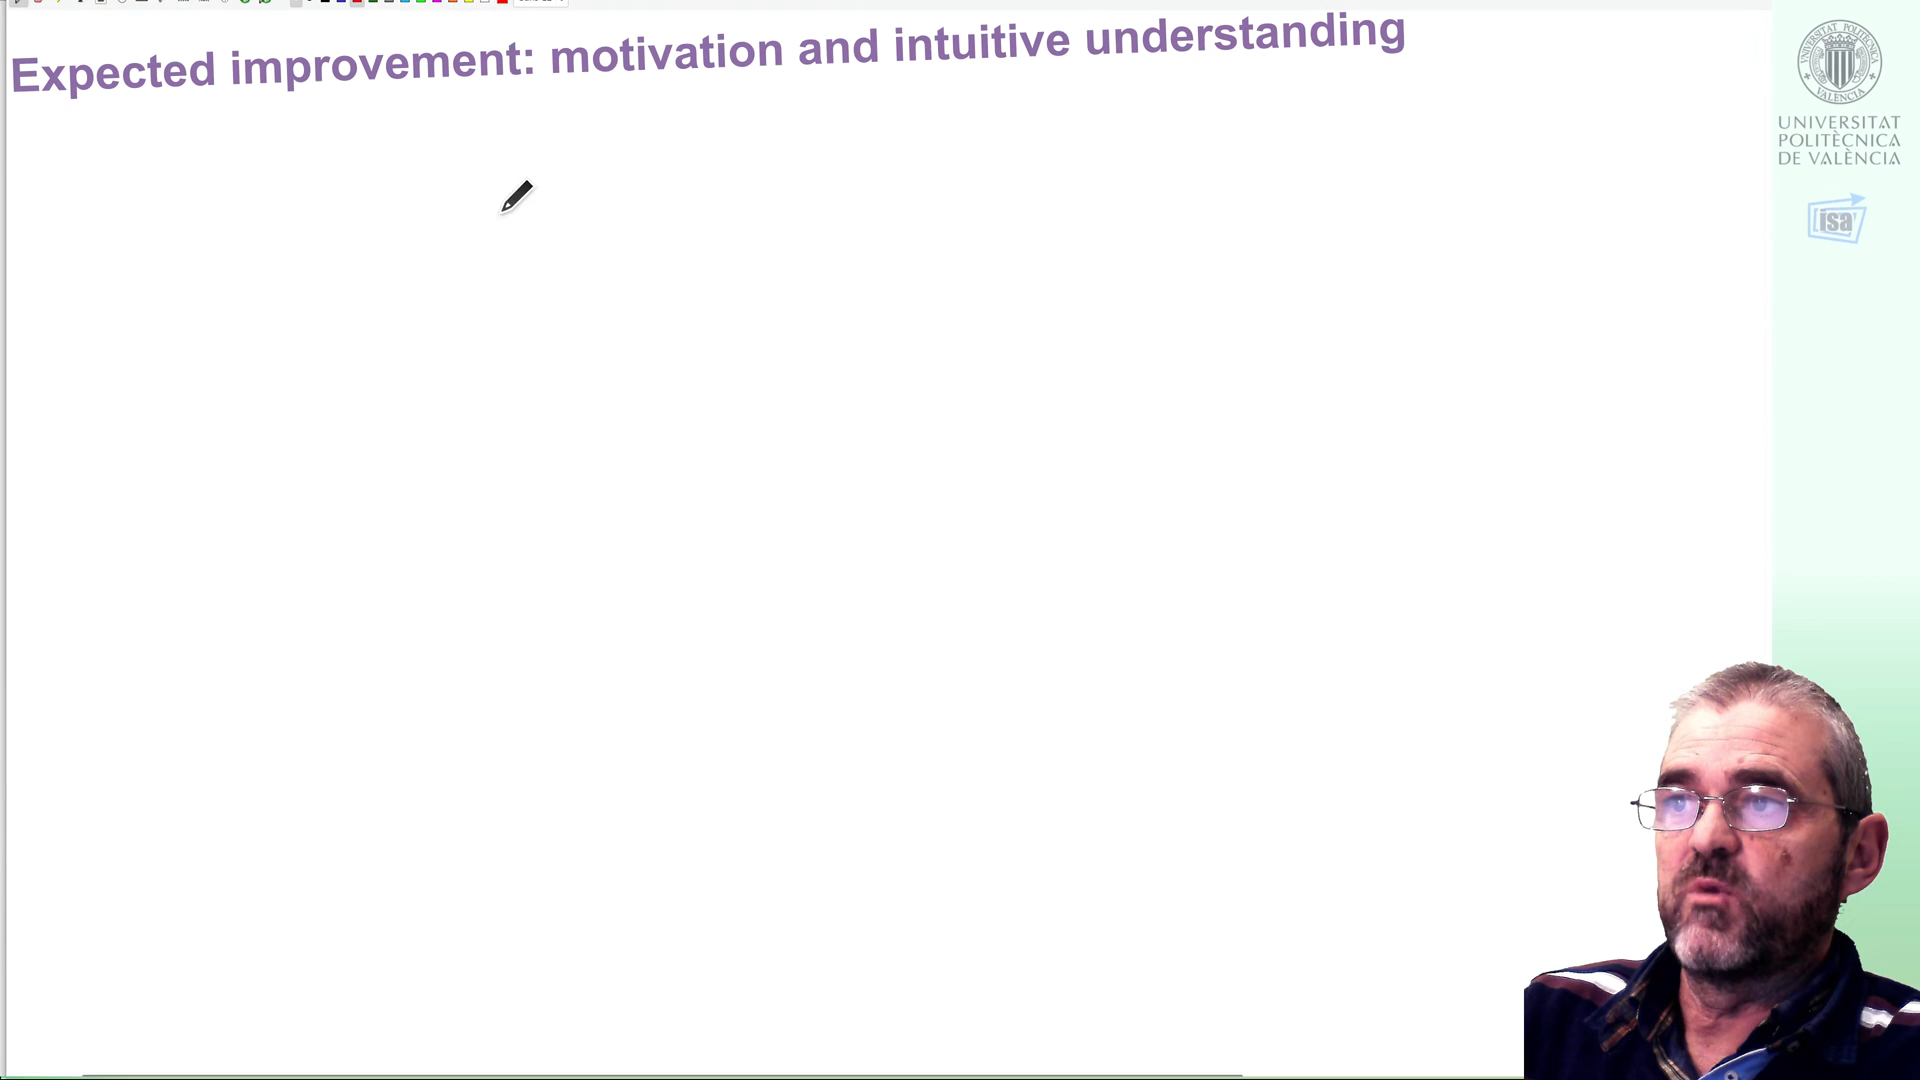 Expected improvement: motivation and intuitive understanding
UNIVERSITAT
POLITÈCNICA
DE VALÈNCIA
isa